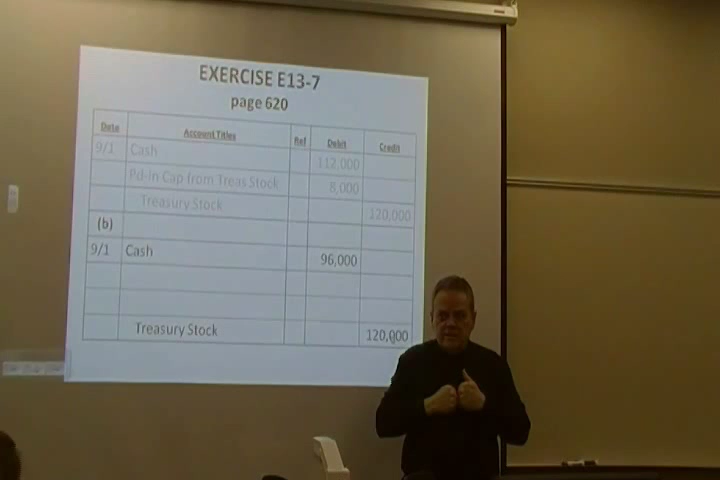 EXERCISE E13-7
page 620
Date Account Titles Ref Debit Credit
9/1 Cash 112,000
Pd-in Cap from Treas Stock 8,000
Treasury Stock 120,000
(b)
9/1 Cash 96,000
Treasury Stock 120,000